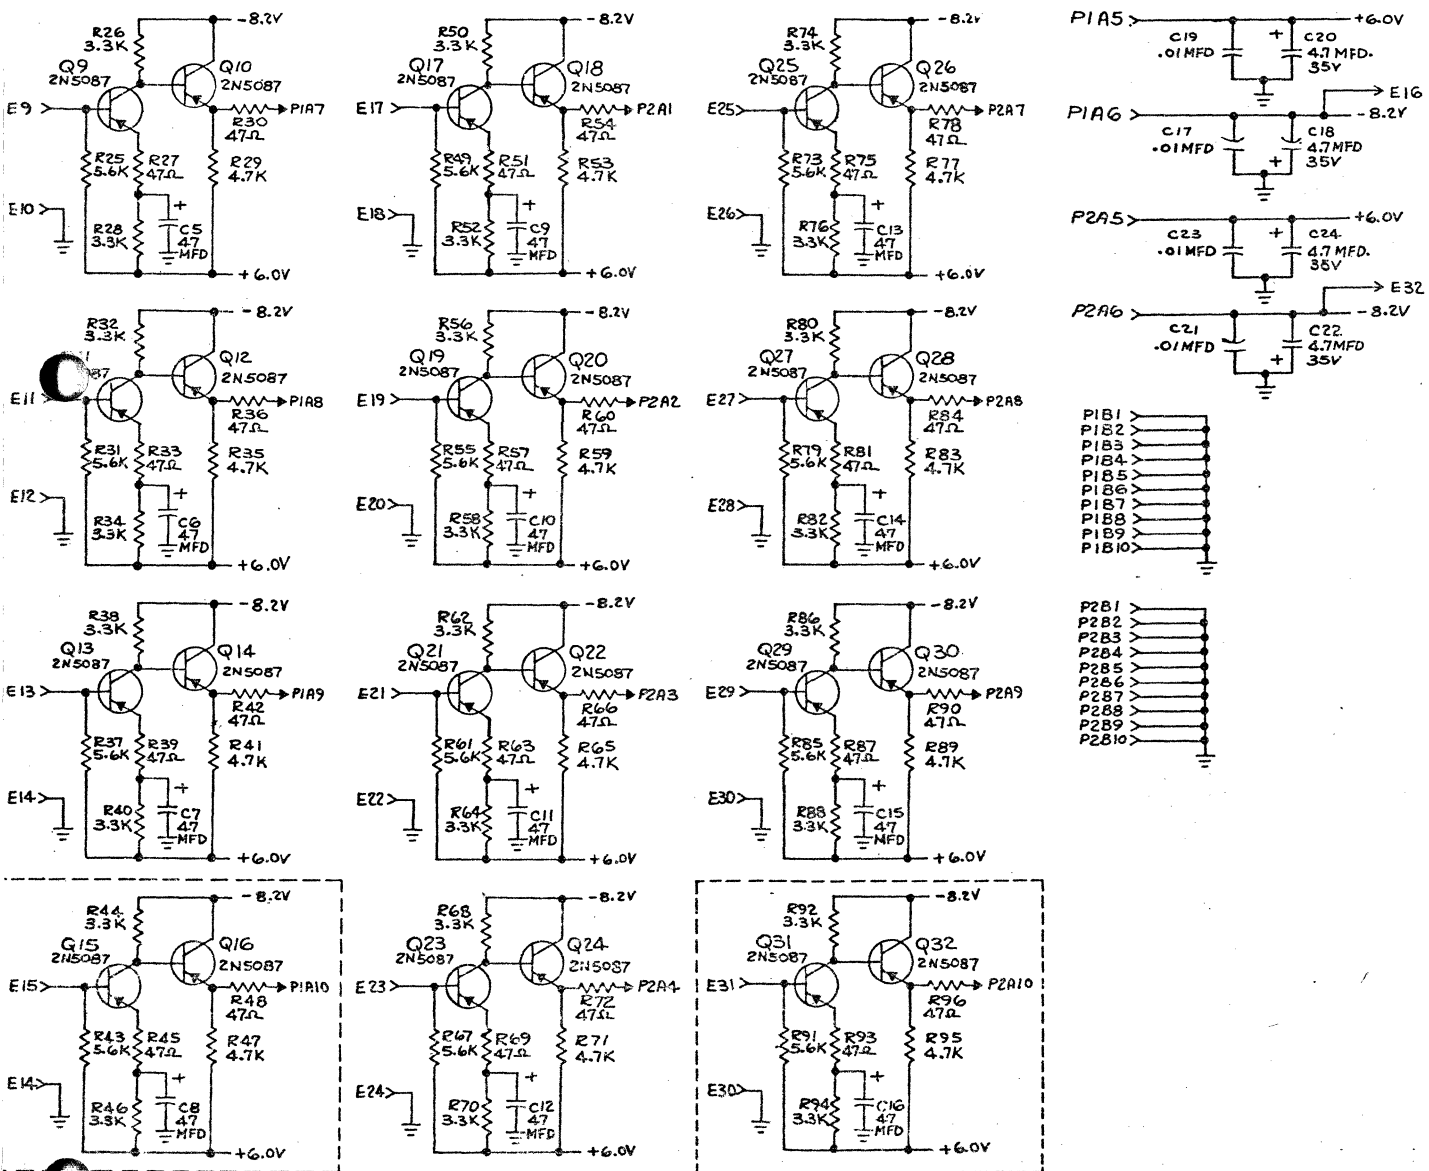 R26
3.3K
-8.2V
Q9
2N5087
Q10
2N5087
E9
P1A7
R30
47Ω
R25
5.6K
R27
47Ω
R29
4.7K
E10
R28
3.3K
+
C5
47
MFD
+6.0V
R50
3.3K
-8.2V
Q17
2N5087
Q18
2N5087
E17
P2A1
R54
47Ω
R49
5.6K
R51
47Ω
R53
4.7K
E18
R52
3.3K
+
C9
47
MFD
+6.0V
R74
3.3K
-8.2V
Q25
2N5087
Q26
2N5087
E25
P2A7
R78
47Ω
R73
5.6K
R75
47Ω
R77
4.7K
E26
R76
3.3K
+
C13
47
MFD
+6.0V
P1A5
+6.0V
C19
.01MFD
+
C20
4.7 MFD.
35V
E16
P1A6
-8.2V
C17
.01MFD
C18
4.7MFD
+
35V
P2A5
+6.0V
C23
.01MFD
+
C24
4.7 MFD.
35V
E32
P2A6
-8.2V
C21
.01MFD
C22
4.7MFD
+
35V
R32
3.3K
-8.2V
Q12
2N5087
E11
P1A8
R36
47Ω
R31
5.6K
R33
47Ω
R35
4.7K
E12
R34
3.3K
+
C6
47
MFD
+6.0V
R56
3.3K
-8.2V
Q19
2N5087
Q20
2N5087
E19
P2A2
R60
47Ω
R55
5.6K
R57
47Ω
R59
4.7K
E20
R58
3.3K
+
C10
47
MFD
+6.0V
R80
3.3K
-8.2V
Q27
2N5087
Q28
2N5087
E27
P2A8
R84
47Ω
R79
5.6K
R81
47Ω
R83
4.7K
E28
R82
3.3K
+
C14
47
MFD
+6.0V
P1B1
P1B2
P1B3
P1B4
P1B5
P1B6
P1B7
P1B8
P1B9
P1B10
R38
3.3K
-8.2V
Q13
2N5087
Q14
2N5087
E13
P1A9
R42
47Ω
R37
5.6K
R39
47Ω
R41
4.7K
E14
R40
3.3K
+
C7
47
MFD
+6.0V
R62
3.3K
-8.2V
Q21
2N5087
Q22
2N5087
E21
P2A3
R66
47Ω
R61
5.6K
R63
47Ω
R65
4.7K
E22
R64
3.3K
+
C11
47
MFD
+6.0V
R86
3.3K
-8.2V
Q29
2N5087
Q30
2N5087
E29
P2A9
R90
47Ω
R85
5.6K
R87
47Ω
R89
4.7K
E30
R88
3.3K
+
C15
47
MFD
+6.0V
P2B1
P2B2
P2B3
P2B4
P2B5
P2B6
P2B7
P2B8
P2B9
P2B10
R44
3.3K
-8.2V
Q15
2N5087
Q16
2N5087
E15
P1A10
R48
47Ω
R43
5.6K
R45
47Ω
R47
4.7K
E14
R46
3.3K
+
C8
47
MFD
+6.0V
R68
3.3K
-8.2V
Q23
2N5087
Q24
2N5087
E23
P2A4
R72
47Ω
R67
5.6K
R69
47Ω
R71
4.7K
E24
R70
3.3K
+
C12
47
MFD
+6.0V
R92
3.3K
-8.2V
Q31
2N5087
Q32
2N5087
E31
P2A10
R96
47Ω
R91
5.6K
R93
47Ω
R95
4.7K
E30
R94
3.3K
+
C16
47
MFD
+6.0V